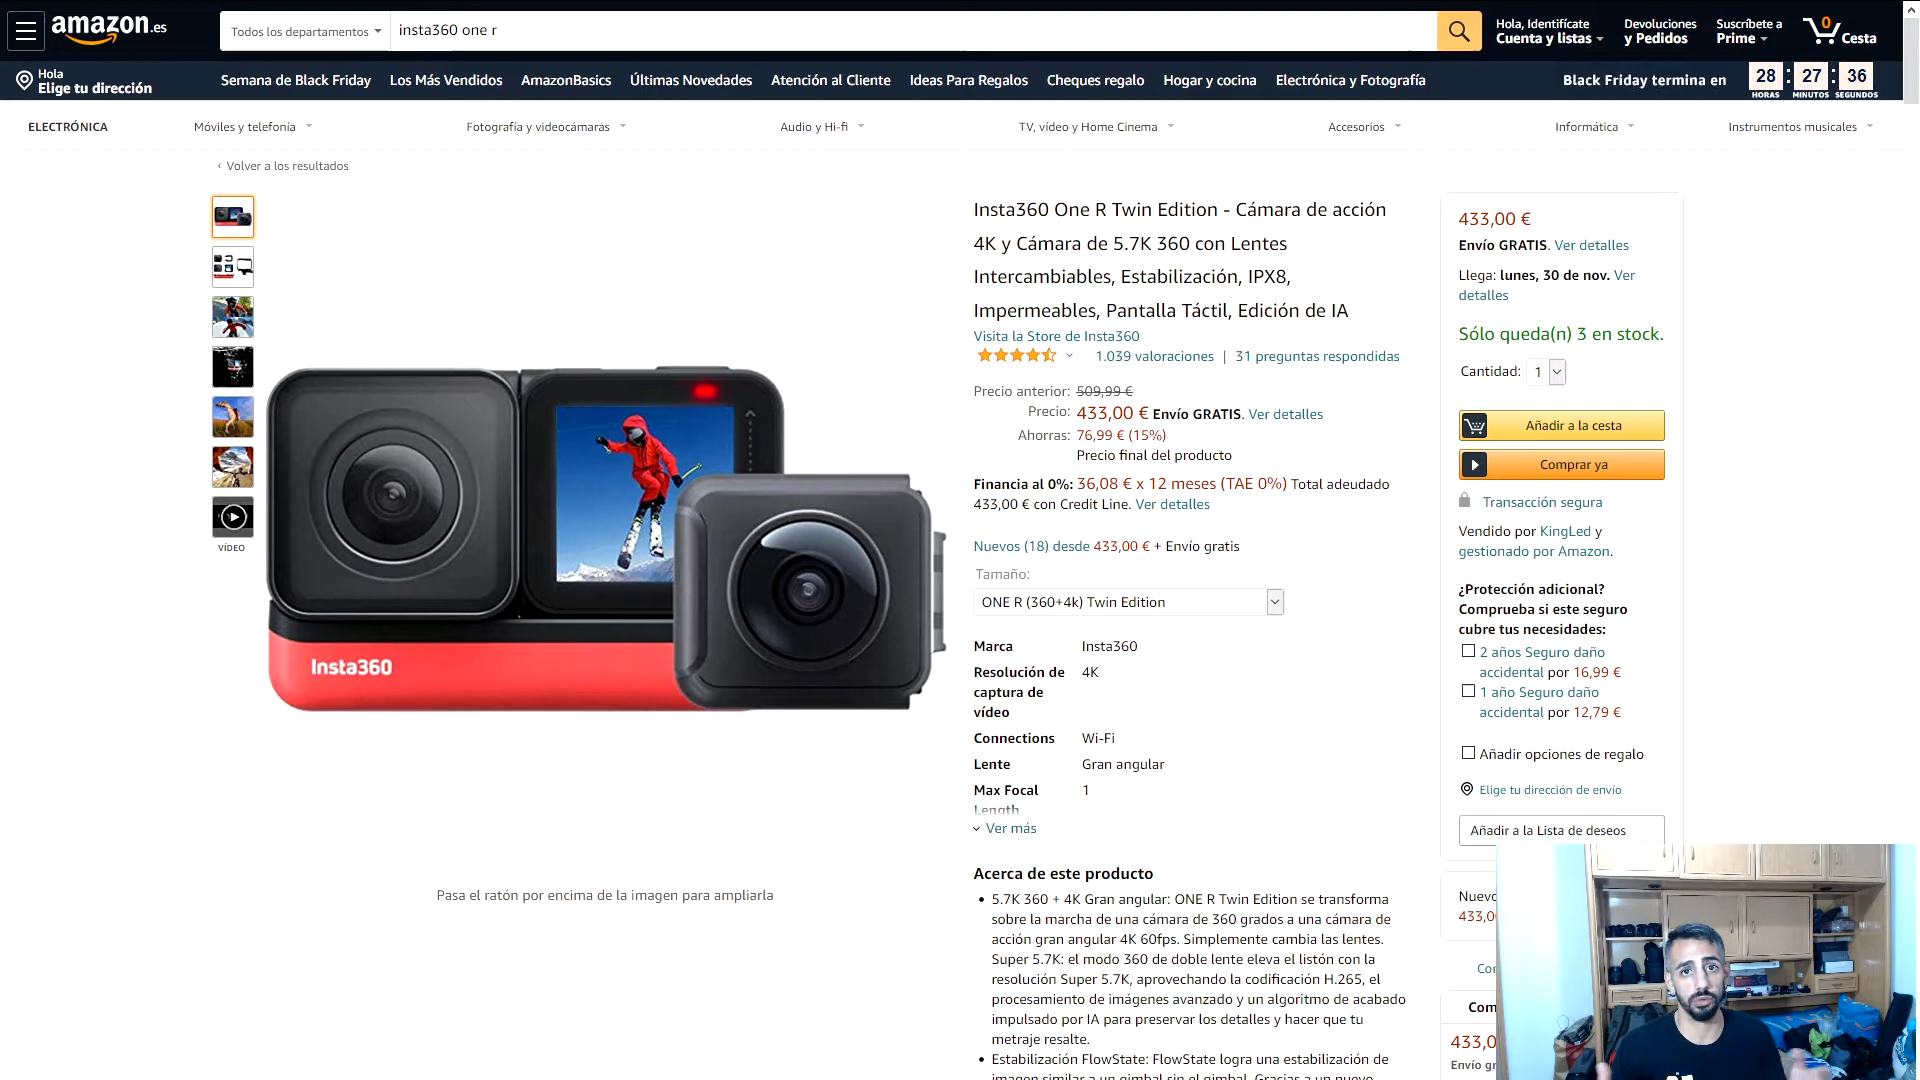 amazon.es
Todos los departamentos
insta360 one r
Hola, Identifícate
Cuenta y listas
Devoluciones
y Pedidos
Suscríbete a
Prime
0
Cesta
Hola
Elige tu dirección
Semana de Black Friday
Los Más Vendidos
AmazonBasics
Últimas Novedades
Atención al Cliente
Ideas Para Regalos
Cheques regalo
Hogar y cocina
Electrónica y Fotografía
Black Friday termina en
28 : 27 : 36
HORAS MINUTOS SEGUNDOS
ELECTRÓNICA
Móviles y telefonía
Fotografía y videocámaras
Audio y Hi-fi
TV, vídeo y Home Cinema
Accesorios
Informática
Instrumentos musicales
‹ Volver a los resultados
VÍDEO
Insta360
Pasa el ratón por encima de la imagen para ampliarla
Insta360 One R Twin Edition - Cámara de acción
4K y Cámara de 5.7K 360 con Lentes
Intercambiables, Estabilización, IPX8,
Impermeables, Pantalla Táctil, Edición de IA
Visita la Store de Insta360
1.039 valoraciones | 31 preguntas respondidas
Precio anterior: 509,99 €
Precio: 433,00 € Envío GRATIS. Ver detalles
Ahorras: 76,99 € (15%)
Precio final del producto
Financia al 0%: 36,08 € x 12 meses (TAE 0%) Total adeudado
433,00 € con Credit Line. Ver detalles
Nuevos (18) desde 433,00 € + Envío gratis
Tamaño:
ONE R (360+4k) Twin Edition
Marca Insta360
Resolución de 4K
captura de
vídeo
Connections Wi-Fi
Lente Gran angular
Max Focal 1
Length
Ver más
Acerca de este producto
• 5.7K 360 + 4K Gran angular: ONE R Twin Edition se transforma
sobre la marcha de una cámara de 360 grados a una cámara de
acción gran angular 4K 60fps. Simplemente cambia las lentes.
Super 5.7K: el modo 360 de doble lente eleva el listón con la
resolución Super 5.7K, aprovechando la codificación H.265, el
procesamiento de imágenes avanzado y un algoritmo de acabado
impulsado por IA para preservar los detalles y hacer que tu
metraje resalte.
• Estabilización FlowState: FlowState logra una estabilización de
imagen similar a un gimbal sin el gimbal. Gracias a un nuevo
433,00 €
Envío GRATIS. Ver detalles
Llega: lunes, 30 de nov. Ver
detalles
Sólo queda(n) 3 en stock.
Cantidad: 1
Añadir a la cesta
Comprar ya
Transacción segura
Vendido por KingLed y
gestionado por Amazon.
¿Protección adicional?
Comprueba si este seguro
cubre tus necesidades:
2 años Seguro daño
accidental por 16,99 €
1 año Seguro daño
accidental por 12,79 €
Añadir opciones de regalo
Elige tu dirección de envío
Añadir a la Lista de deseos
Nuevo
433,0
Com
433,0
Envío gr